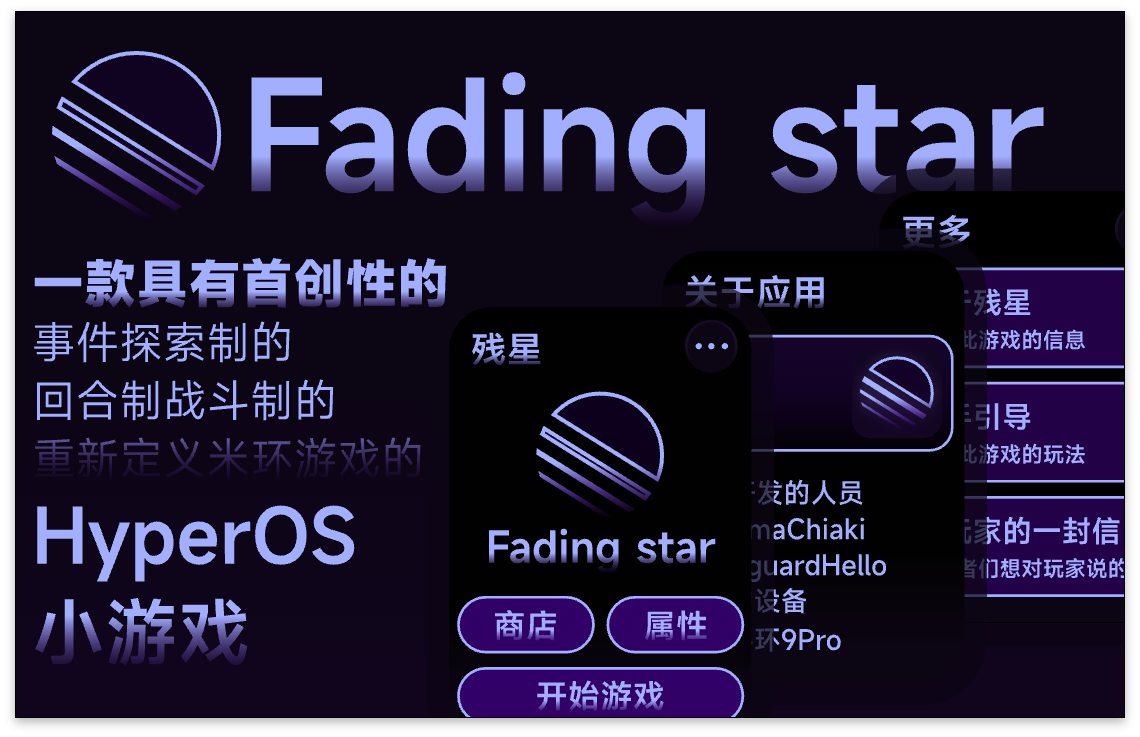 Fading star
一款具有首创性的
事件探索制的
回合制战斗制的
重新定义米环游戏的
HyperOS
小游戏
残星
Fading star
商店
属性
开始游戏
关于应用
发的人员
maChiaki
guardHello
设备
环9Pro
更多
残星
此游戏的信息
引导
此游戏的玩法
玩家的一封信
者们想对玩家说的